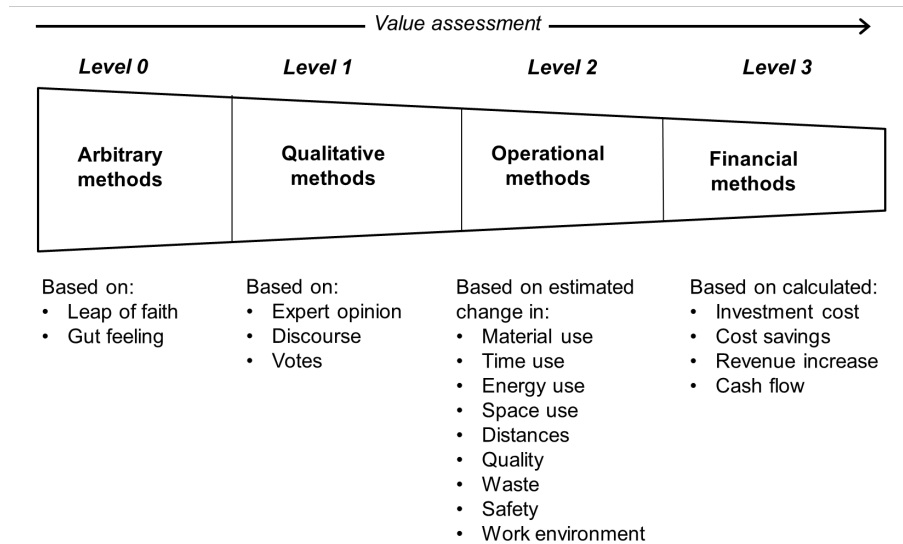 Value assessment
Level 0
Level 1
Level 2
Level 3
Arbitrary
methods
Qualitative
methods
Operational
methods
Financial
methods
Based on:
• Leap of faith
• Gut feeling
Based on:
• Expert opinion
• Discourse
• Votes
Based on estimated
change in:
• Material use
• Time use
• Energy use
• Space use
• Distances
• Quality
• Waste
• Safety
• Work environment
Based on calculated:
• Investment cost
• Cost savings
• Revenue increase
• Cash flow